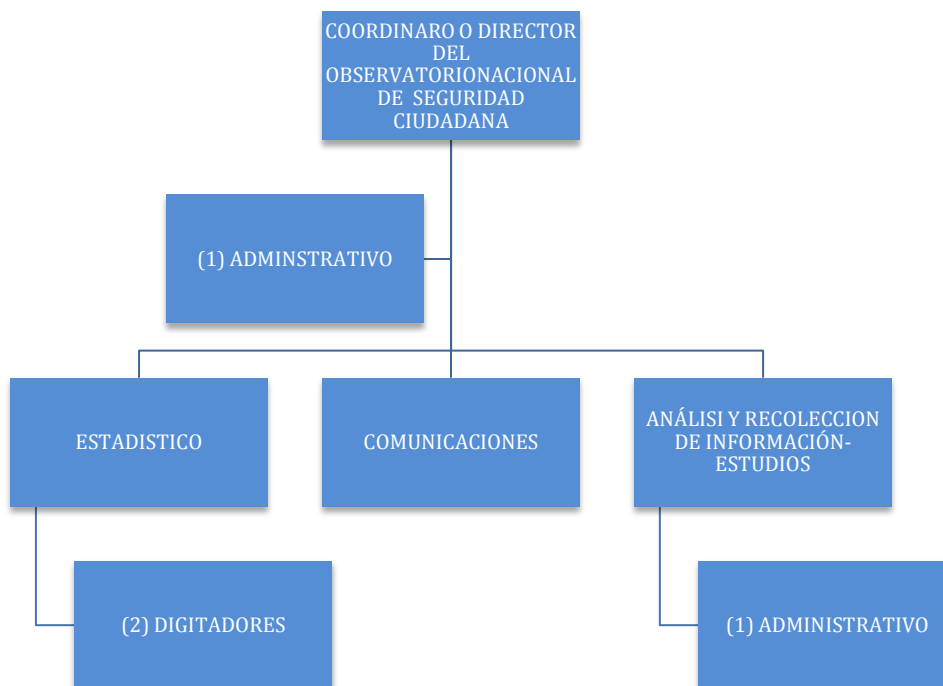 COORDINARO O DIRECTOR
DEL
OBSERVATORIONACIONAL
DE SEGURIDAD
CIUDADANA
(1) ADMINSTRATIVO
ESTADISTICO
COMUNICACIONES
ANÁLISI Y RECOLECCION
DE INFORMACIÓN-
ESTUDIOS
(2) DIGITADORES
(1) ADMINISTRATIVO